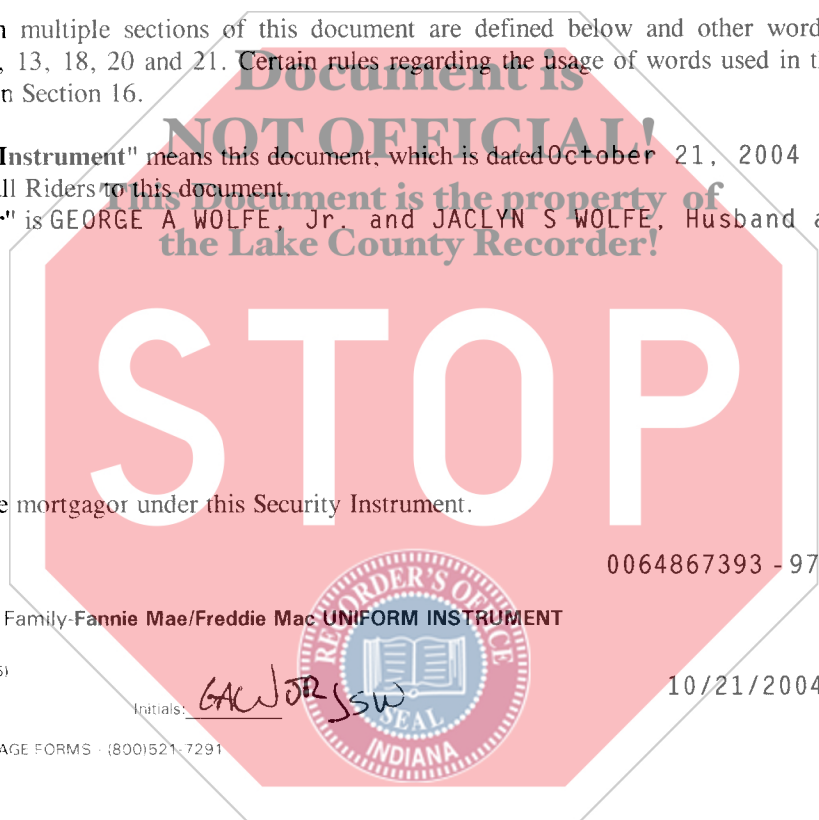 multiple sections of this document are defined below and other word
, 13, 18, 20 and 21. Certain rules regarding the usage of words used in t
n Section 16.
Document is
NOT OFFICIAL!
Instrument" means this document, which is dated October 21, 2004
ll Riders to this document.
This Document is the property of
r" is GEORGE A WOLFE, Jr. and JACLYN S WOLFE, Husband a
the Lake County Recorder!
STOP
e mortgagor under this Security Instrument.
0064867393 - 97
Family-Fannie Mae/Freddie Mac UNIFORM INSTRUMENT
RECORDER'S OFFICE
SEAL
INDIANA
Initials: GAW JR JSW
10/21/2004
AGE FORMS - (800)521-7291